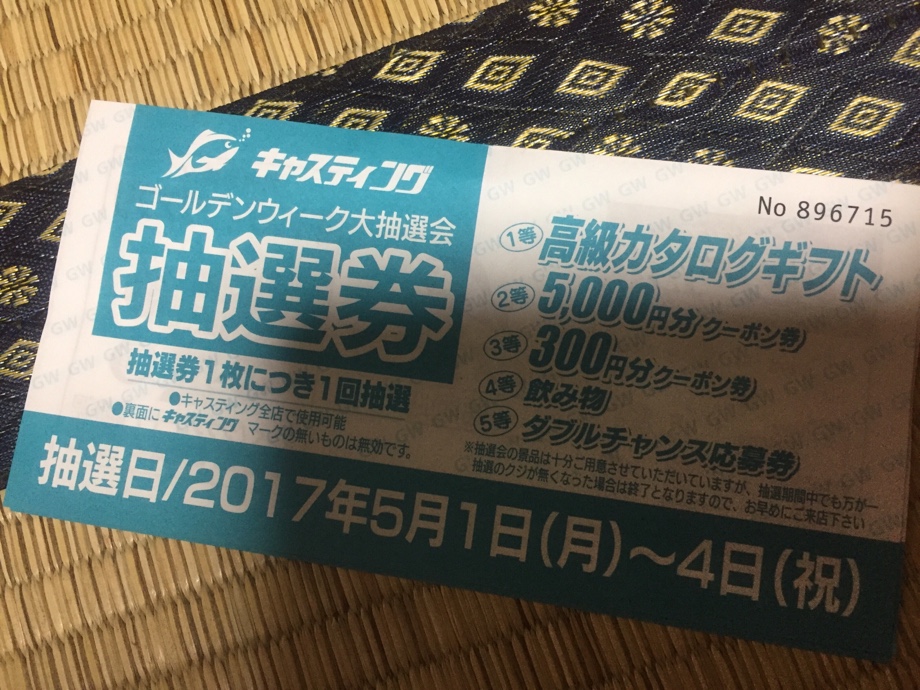 キャスティング
ゴールデンウィーク大抽選会
抽選券
抽選券1枚につき1回抽選
●キャスティング全店で使用可能
●裏面にキャスティングマークの無いものは無効です。
No 896715
1等 高級カタログギフト
2等 5,000円分クーポン券
3等 300円分クーポン券
4等 飲み物
5等 ダブルチャンス応募券
※抽選会の景品は十分ご用意させていただいていますが、抽選期間中でも万が一
抽選のクジが無くなった場合は終了となりますので、お早めにご来店下さい
抽選日/2017年5月1日(月)～4日(祝)